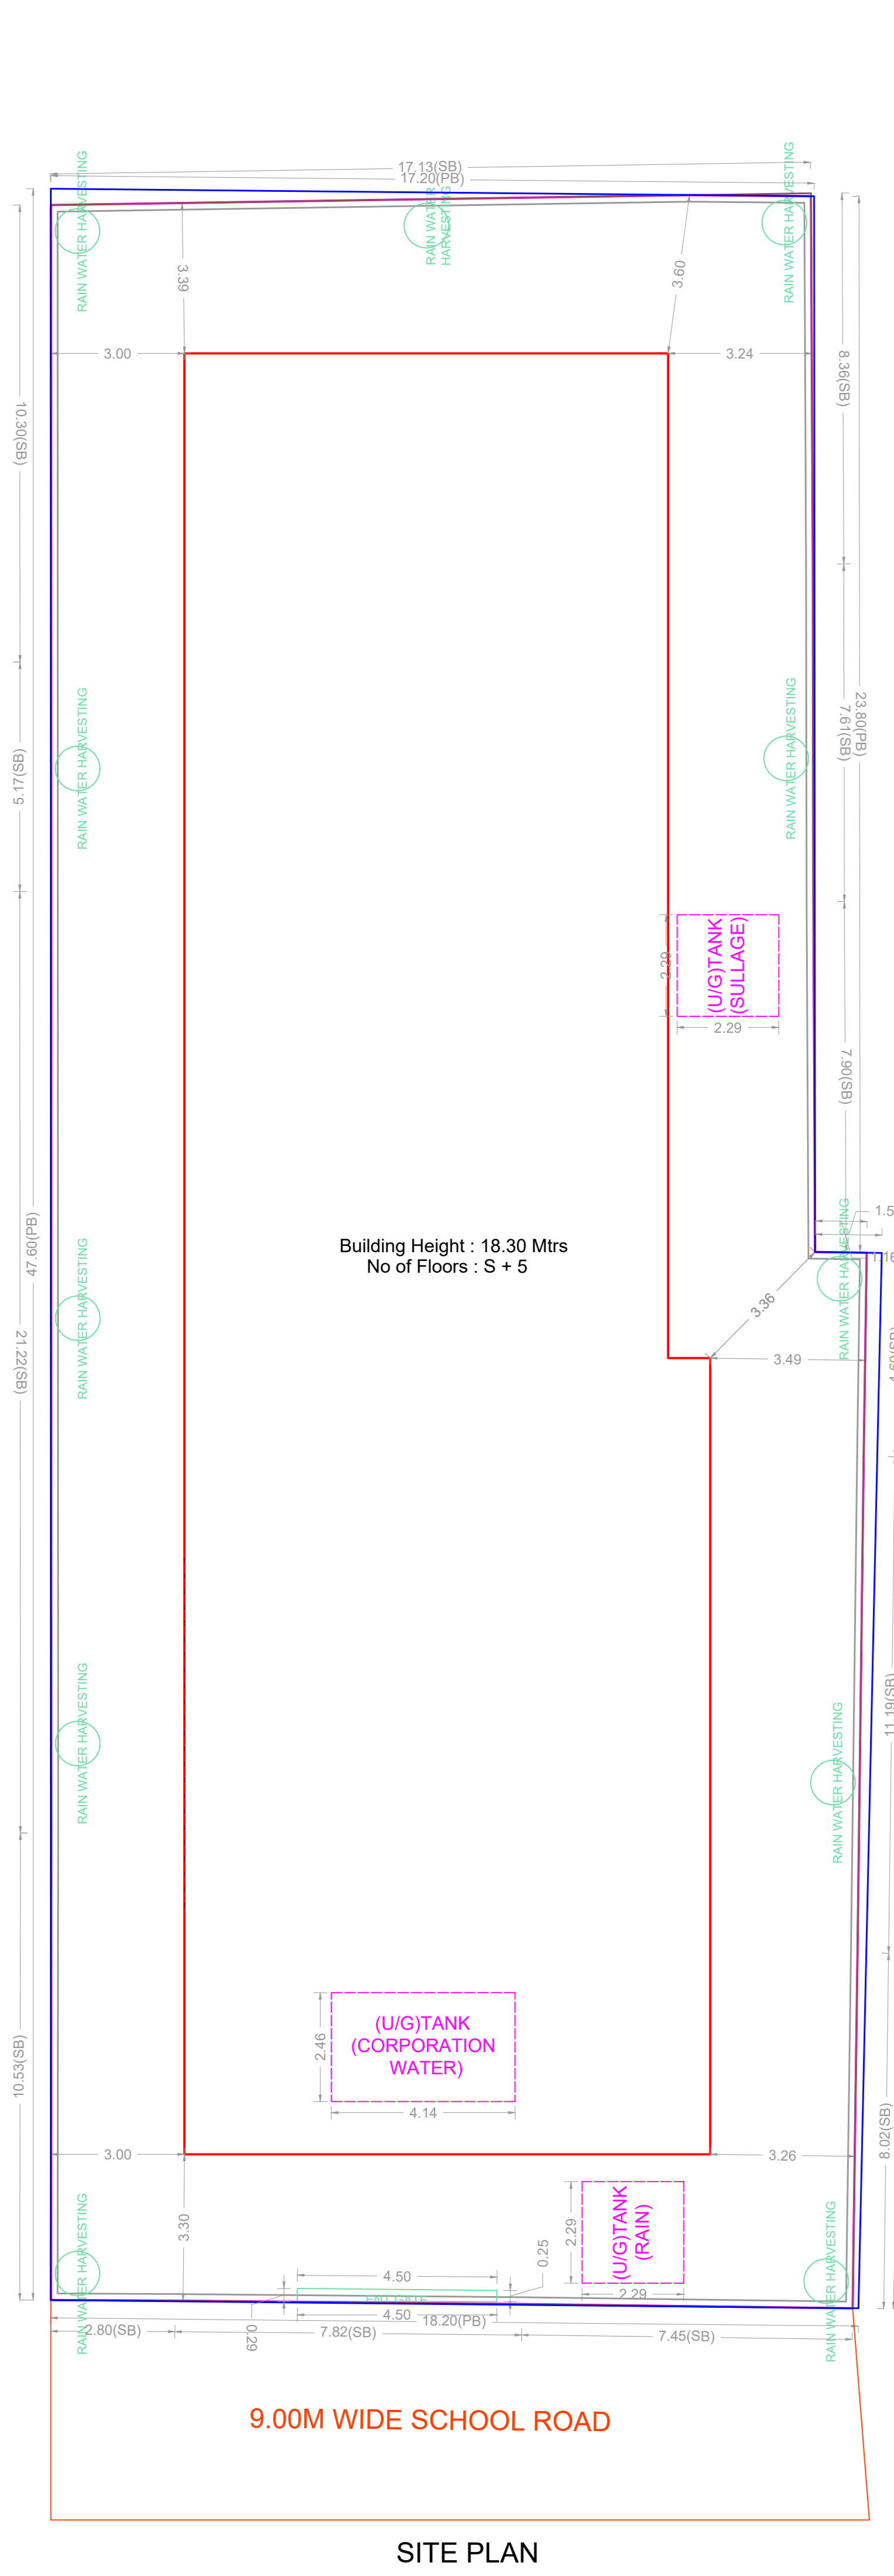 17.13(SB)
17.20(PB)
RAIN WATER HARVESTING
RAIN WATER
HARVESTING
RAIN WATER HARVESTING
3.39
3.60
3.00
3.24
8.36(SB)
10.30(SB)
23.80(PB)
7.61(SB)
5.17(SB)
RAIN WATER HARVESTING
RAIN WATER HARVESTING
(U/G)TANK
(SULLAGE)
2.29
2.29
7.90(SB)
47.60(PB)
21.22(SB)
RAIN WATER HARVESTING
Building Height : 18.30 Mtrs
No of Floors : S + 5
RAIN WATER HARVESTING
3.36
3.49
RAIN WATER HARVESTING
RAIN WATER HARVESTING
11.19(SB)
(U/G)TANK
(CORPORATION
WATER)
2.46
4.14
10.53(SB)
8.02(SB)
3.00
3.26
3.30
(U/G)TANK
(RAIN)
2.29
2.29
0.25
4.50
4.50
18.20(PB)
RAIN WATER HARVESTING
RAIN WATER HARVESTING
2.80(SB)
0.29
7.82(SB)
7.45(SB)
9.00M WIDE SCHOOL ROAD
SITE PLAN